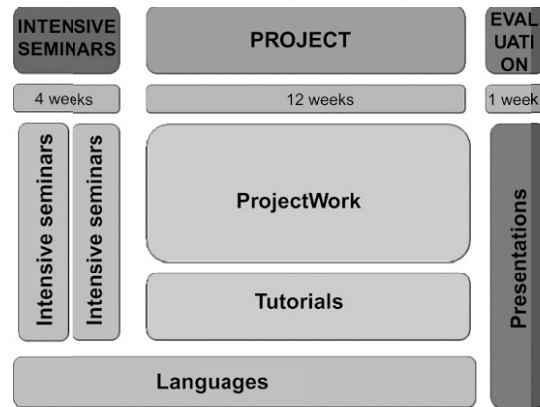 INTENSIVE
SEMINARS
PROJECT
EVAL
UATI
ON
4 weeks
12 weeks
1 week
Intensive seminars
Intensive seminars
ProjectWork
Tutorials
Presentations
Languages